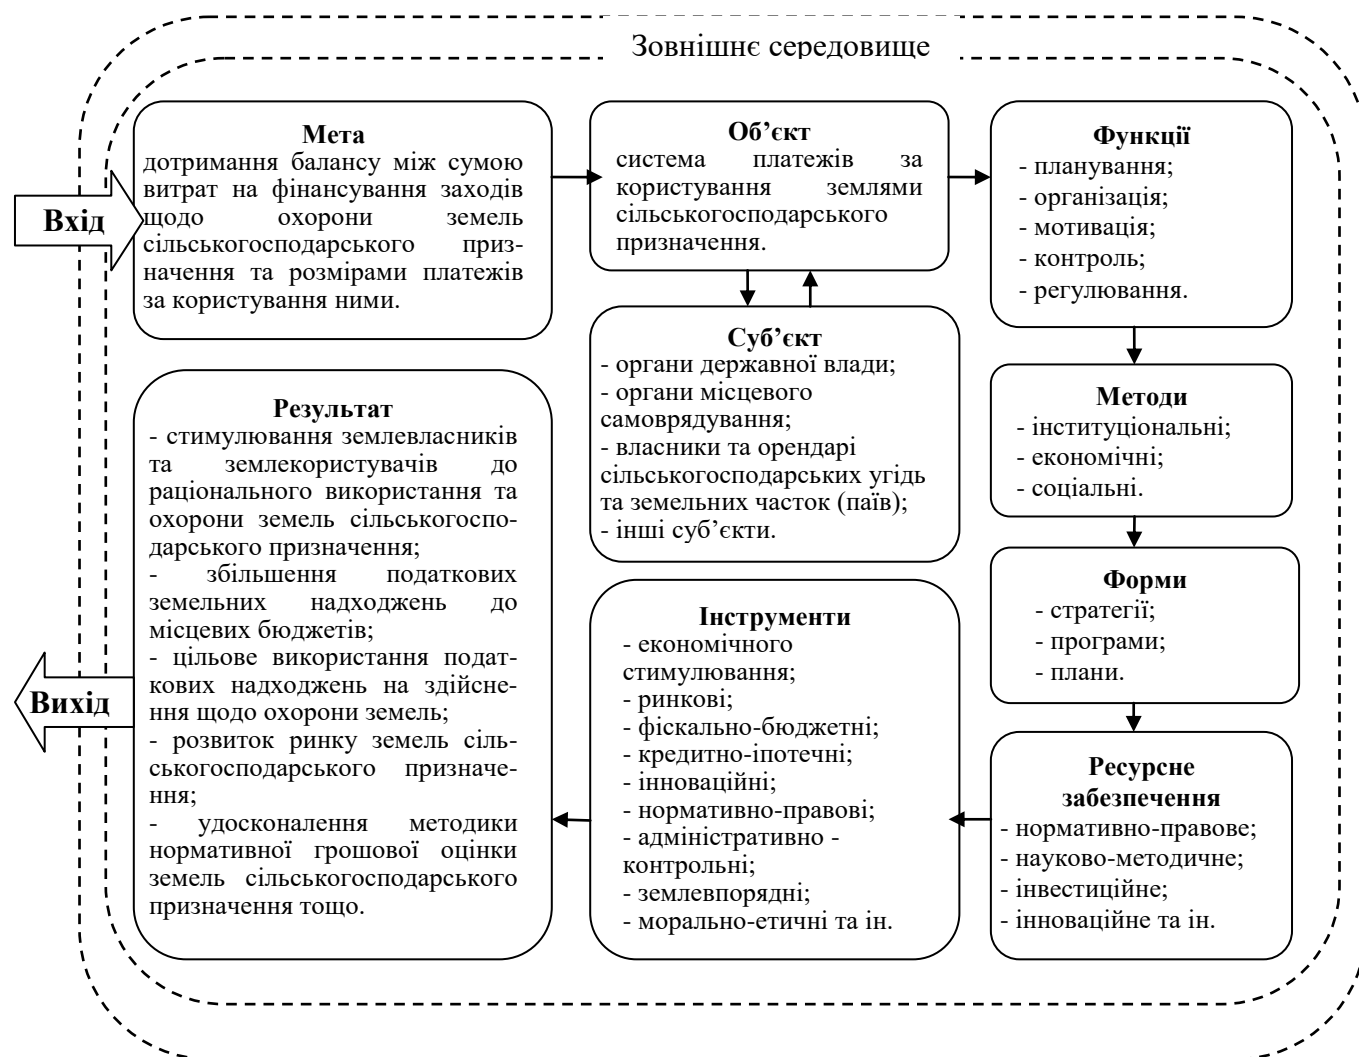 Зовнішнє середовище
Вхід
Мета
дотримання балансу між сумою
витрат на фінансування заходів
щодо охорони земель
сільськогосподарського приз-
начення та розмірами платежів
за користування ними.
Об’єкт
система платежів за
користування землями
сільськогосподарського
призначення.
Функції
- планування;
- організація;
- мотивація;
- контроль;
- регулювання.
Суб’єкт
- органи державної влади;
- органи місцевого
самоврядування;
- власники та орендарі
сільськогосподарських угідь
та земельних часток (паїв);
- інші суб’єкти.
Методи
- інституціональні;
- економічні;
- соціальні.
Форми
- стратегії;
- програми;
- плани.
Ресурсне
забезпечення
- нормативно-правове;
- науково-методичне;
- інвестиційне;
- інноваційне та ін.
Інструменти
- економічного
стимулювання;
- ринкові;
- фіскально-бюджетні;
- кредитно-іпотечні;
- інноваційні;
- нормативно-правові;
- адміністративно -
контрольні;
- землевпорядні;
- морально-етичні та ін.
Результат
- стимулювання землевласників
та землекористувачів до
раціонального використання та
охорони земель сільськогоспо-
дарського призначення;
- збільшення податкових
земельних надходжень до
місцевих бюджетів;
- цільове використання подат-
кових надходжень на здійсне-
ння щодо охорони земель;
- розвиток ринку земель сіль-
ськогосподарського призначе-
ння;
- удосконалення методики
нормативної грошової оцінки
земель сільськогосподарського
призначення тощо.
Вихід